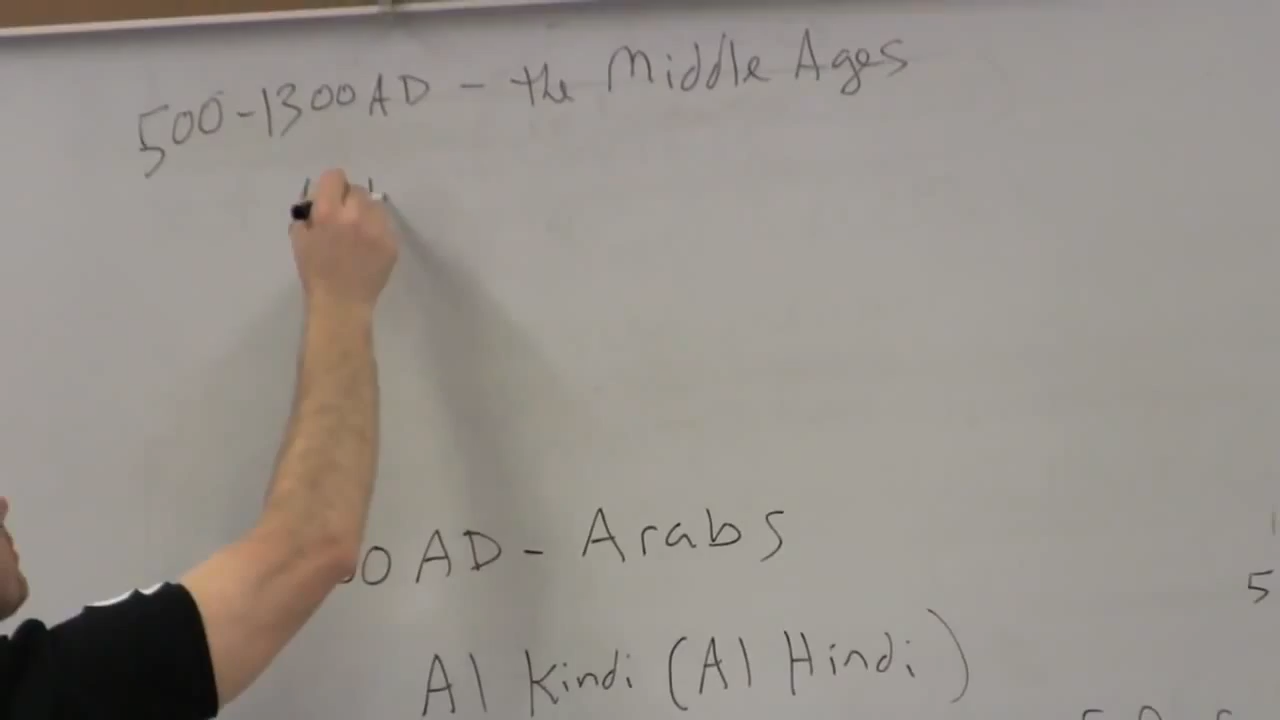 500-1300 AD - the Middle Ages
0 AD - Arabs
Al Kindi (Al Hindi)
5